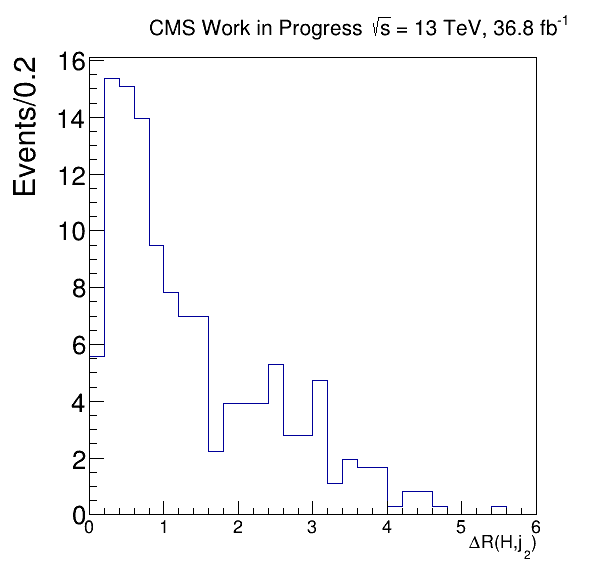 CMS Work in Progress √s = 13 TeV, 36.8 fb⁻¹
Events/0.2
16
14
12
10
8
6
4
2
0
0 1 2 3 4 5 6
ΔR(H,j₂)